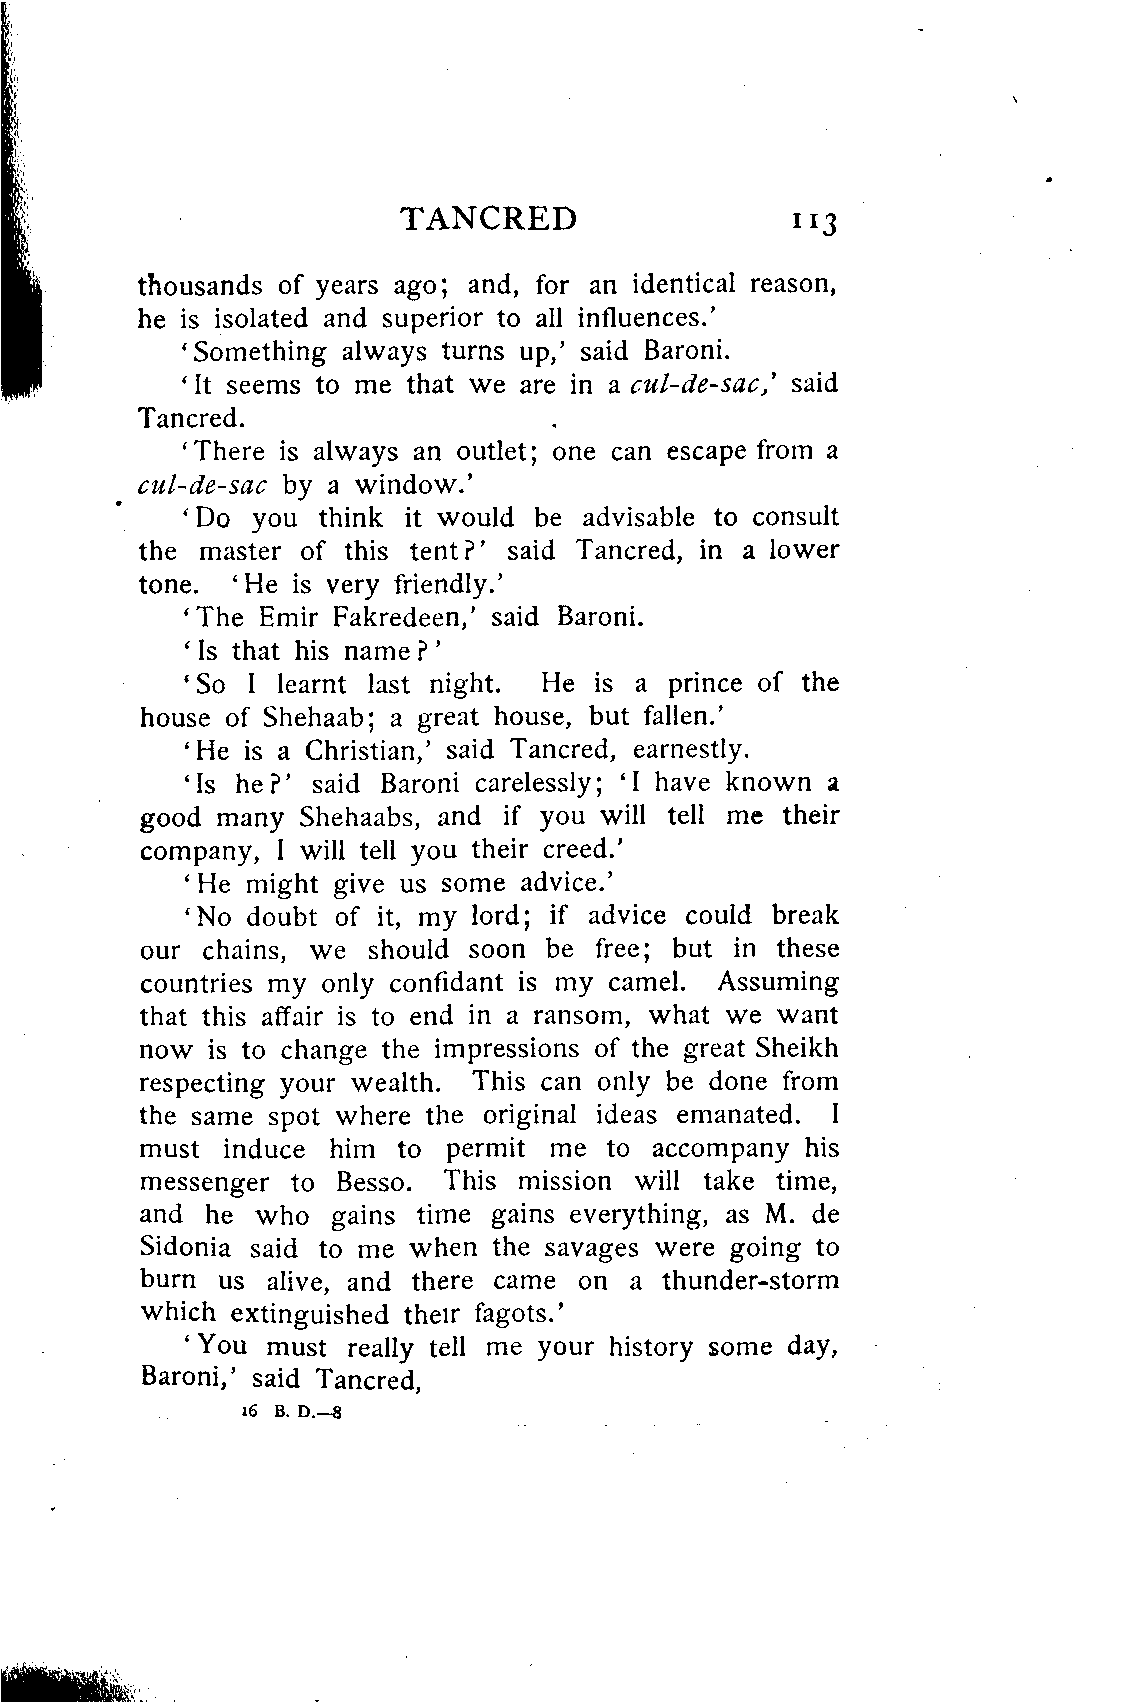 TANCRED 113
thousands of years ago; and, for an identical reason,
he is isolated and superior to all influences.'
'Something always turns up,' said Baroni.
'It seems to me that we are in a cul-de-sac,' said
Tancred.
'There is always an outlet; one can escape from a
cul-de-sac by a window.'
'Do you think it would be advisable to consult
the master of this tent?' said Tancred, in a lower
tone. 'He is very friendly.'
'The Emir Fakredeen,' said Baroni.
'Is that his name?'
'So I learnt last night. He is a prince of the
house of Shehaab; a great house, but fallen.'
'He is a Christian,' said Tancred, earnestly.
'Is he?' said Baroni carelessly; 'I have known a
good many Shehaabs, and if you will tell me their
company, I will tell you their creed.'
'He might give us some advice.'
'No doubt of it, my lord; if advice could break
our chains, we should soon be free; but in these
countries my only confidant is my camel. Assuming
that this affair is to end in a ransom, what we want
now is to change the impressions of the great Sheikh
respecting your wealth. This can only be done from
the same spot where the original ideas emanated. I
must induce him to permit me to accompany his
messenger to Besso. This mission will take time,
and he who gains time gains everything, as M. de
Sidonia said to me when the savages were going to
burn us alive, and there came on a thunder-storm
which extinguished their fagots.'
'You must really tell me your history some day,
Baroni,' said Tancred,
16 B. D.—8